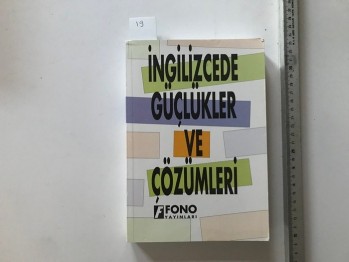 19
İNGİLİZCEDE
GÜÇLÜKLER
VE
ÇÖZÜMLERİ
FONO
YAYINLARI